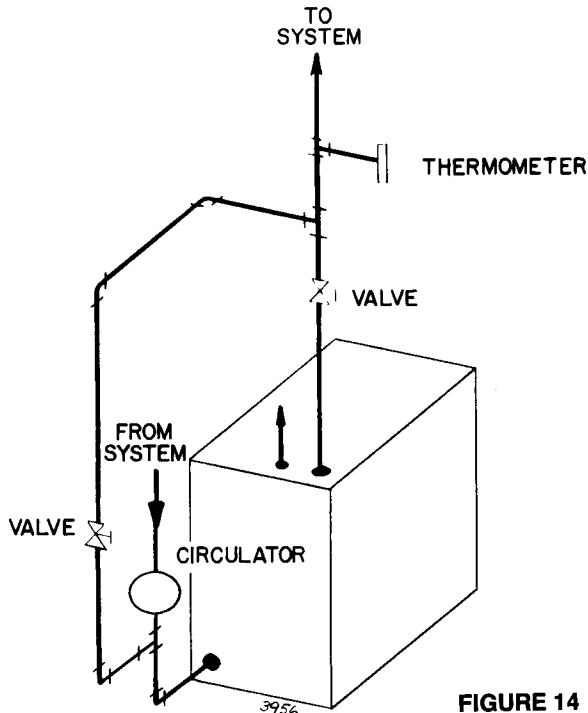 TO
SYSTEM
THERMOMETER
VALVE
FROM
SYSTEM
VALVE
CIRCULATOR
3956
FIGURE 14